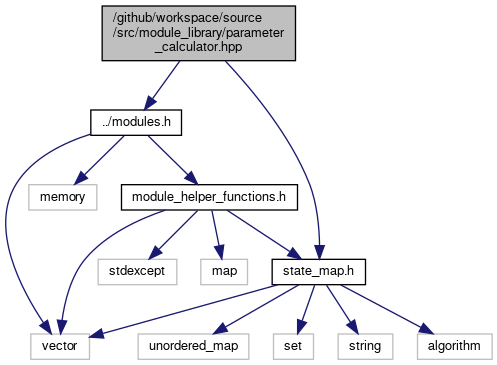 /github/workspace/source
/src/module_library/parameter
_calculator.hpp
../modules.h
memory
module_helper_functions.h
stdexcept
map
state_map.h
vector
unordered_map
set
string
algorithm